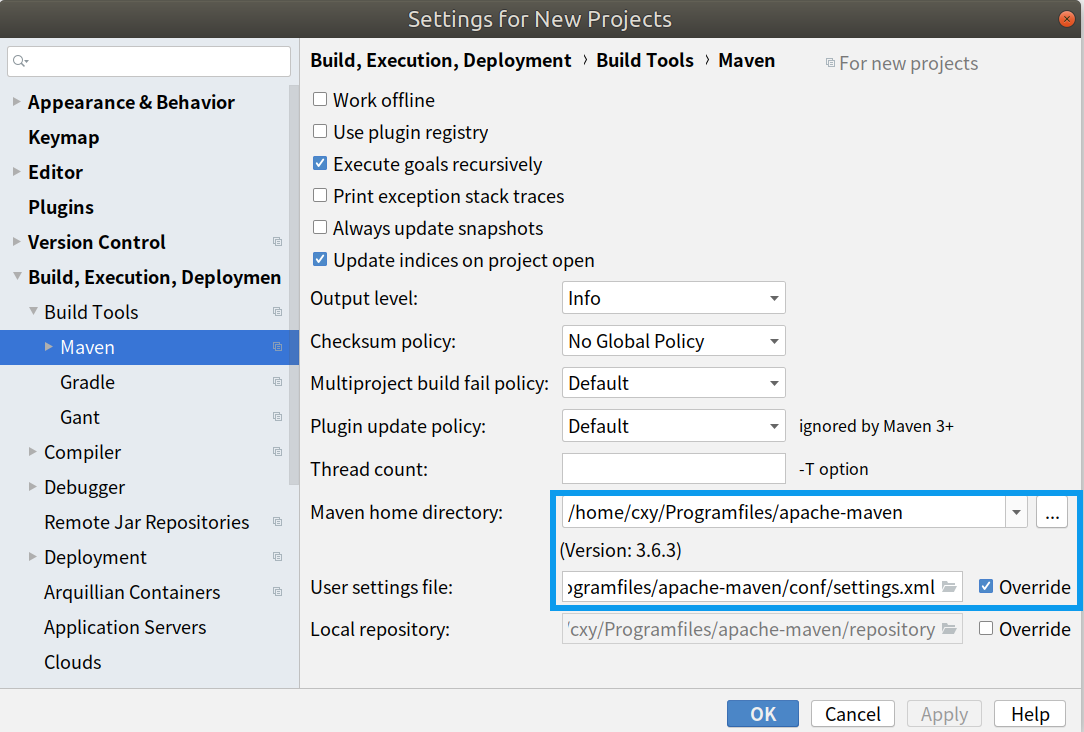 Settings for New Projects
Appearance & Behavior
Keymap
Editor
Plugins
Version Control
Build, Execution, Deploymen
Build Tools
Maven
Gradle
Gant
Compiler
Debugger
Remote Jar Repositories
Deployment
Arquillian Containers
Application Servers
Clouds
Build, Execution, Deployment › Build Tools › Maven For new projects
Work offline
Use plugin registry
Execute goals recursively
Print exception stack traces
Always update snapshots
Update indices on project open
Output level: Info
Checksum policy: No Global Policy
Multiproject build fail policy: Default
Plugin update policy: Default ignored by Maven 3+
Thread count: -T option
Maven home directory: /home/cxy/Programfiles/apache-maven ...
(Version: 3.6.3)
User settings file: ogramfiles/apache-maven/conf/settings.xml Override
Local repository: /cxy/Programfiles/apache-maven/repository Override
OK Cancel Apply Help